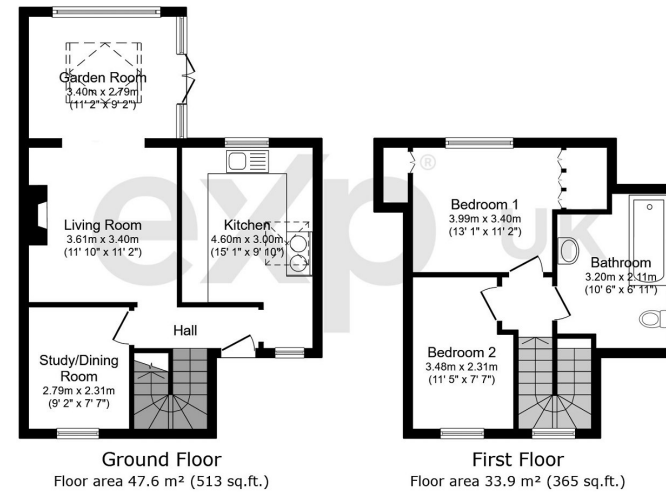 Garden Room
3.40m x 2.79m
(11' 2" x 9' 2")
Living Room
3.61m x 3.40m
(11' 10" x 11' 2")
Kitchen
4.60m x 3.00m
(15' 1" x 9' 10")
Hall
Study/Dining
Room
2.79m x 2.31m
(9' 2" x 7' 7")
Ground Floor
Floor area 47.6 m² (513 sq.ft.)
Bedroom 1
3.99m x 3.40m
(13' 1" x 11' 2")
Bathroom
3.20m x 2.11m
(10' 6" x 6' 11")
Bedroom 2
3.48m x 2.31m
(11' 5" x 7' 7")
First Floor
Floor area 33.9 m² (365 sq.ft.)
exp® UK